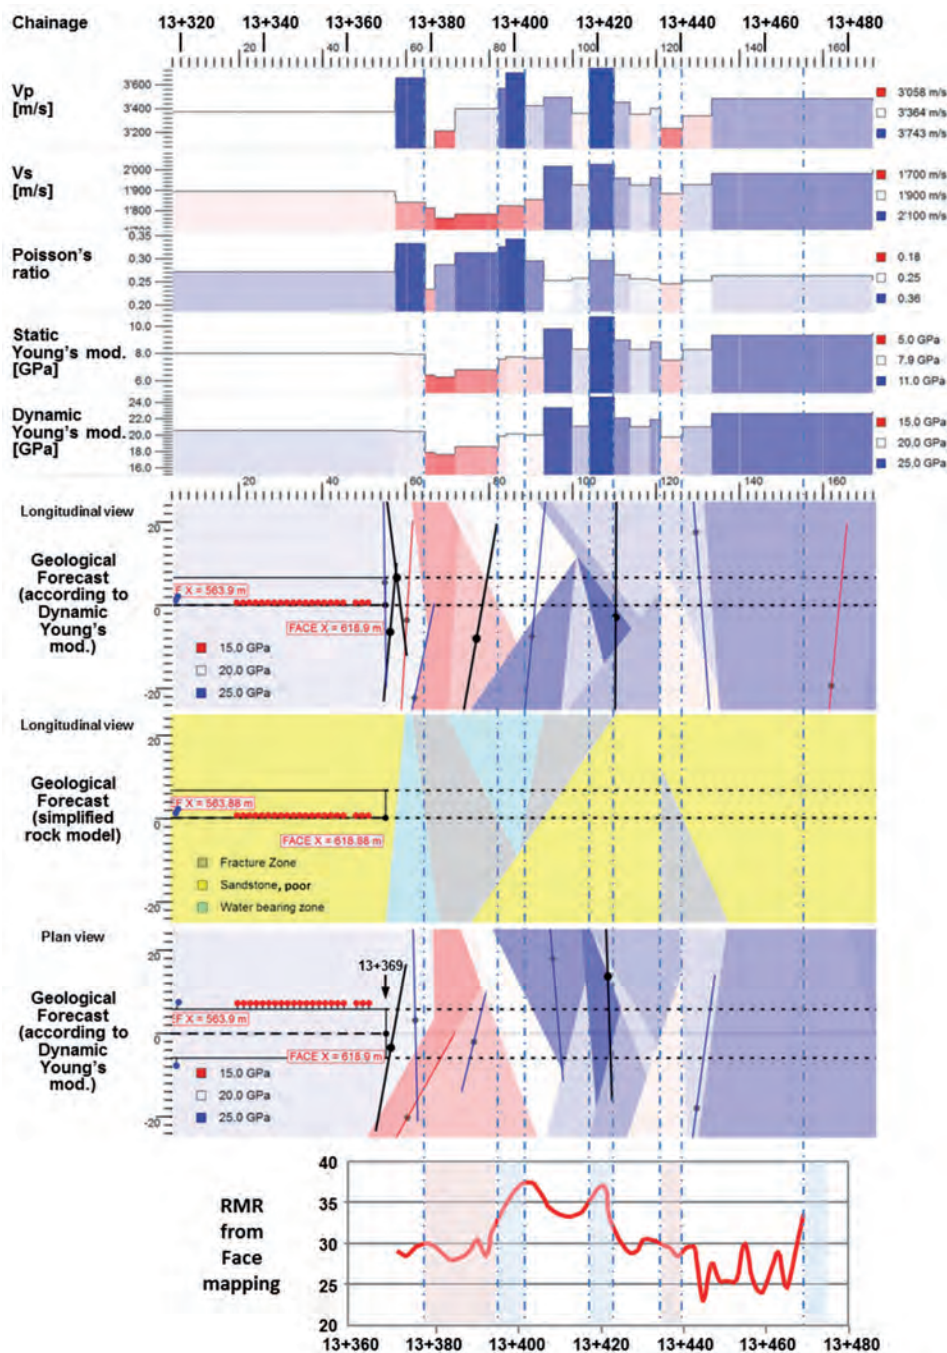 Chainage 13+320 13+340 13+360 13+380 13+400 13+420 13+440 13+460 13+480
20 40 60 80 100 120 140 160
Vp
[m/s]
3'600
3'400
3'200
3'058 m/s
3'364 m/s
3'743 m/s
Vs
[m/s]
2'000
1'900
1'800
1'700
1'700 m/s
1'900 m/s
2'100 m/s
Poisson's
ratio
0.35
0.30
0.25
0.20
0.18
0.25
0.36
Static
Young's mod.
[GPa]
10.0
8.0
6.0
5.0 GPa
7.9 GPa
11.0 GPa
Dynamic
Young's mod.
[GPa]
24.0
22.0
20.0
18.0
16.0
15.0 GPa
20.0 GPa
25.0 GPa
20 40 60 80 100 120 140 160
Longitudinal view
Geological
Forecast
(according to
Dynamic
Young's
mod.)
20
0
-20
F X = 563.9 m
FACE X = 618.9 m
15.0 GPa
20.0 GPa
25.0 GPa
Longitudinal view
Geological
Forecast
(simplified
rock model)
20
0
-20
F X = 563.88 m
FACE X = 618.88 m
Fracture Zone
Sandstone, poor
Water bearing zone
Plan view
Geological
Forecast
(according to
Dynamic
Young's
mod.)
20
0
-20
13+369
F X = 563.9 m
FACE X = 618.9 m
15.0 GPa
20.0 GPa
25.0 GPa
RMR
from
Face
mapping
40
35
30
25
20
13+360 13+380 13+400 13+420 13+440 13+460 13+480